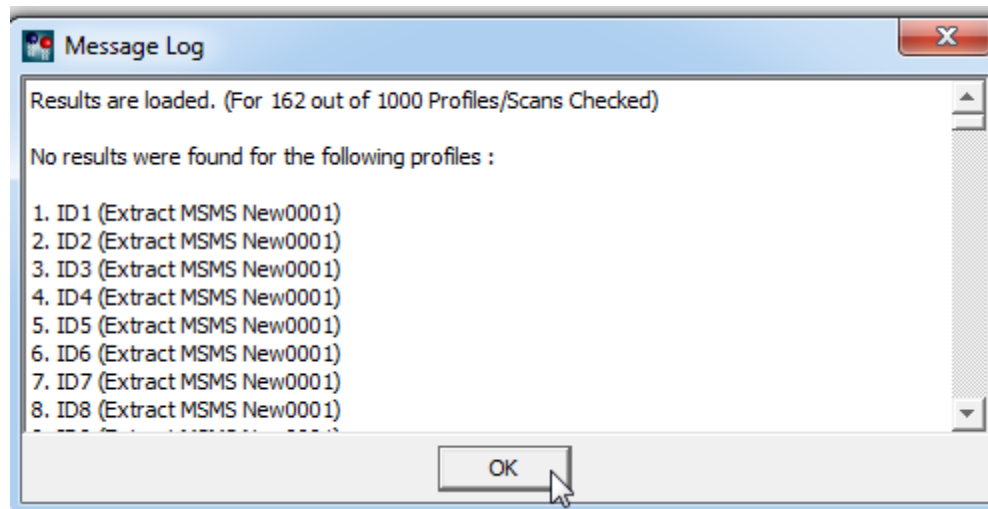 Message Log
Results are loaded. (For 162 out of 1000 Profiles/Scans Checked)
No results were found for the following profiles :
1. ID1 (Extract MSMS New0001)
2. ID2 (Extract MSMS New0001)
3. ID3 (Extract MSMS New0001)
4. ID4 (Extract MSMS New0001)
5. ID5 (Extract MSMS New0001)
6. ID6 (Extract MSMS New0001)
7. ID7 (Extract MSMS New0001)
8. ID8 (Extract MSMS New0001)
OK